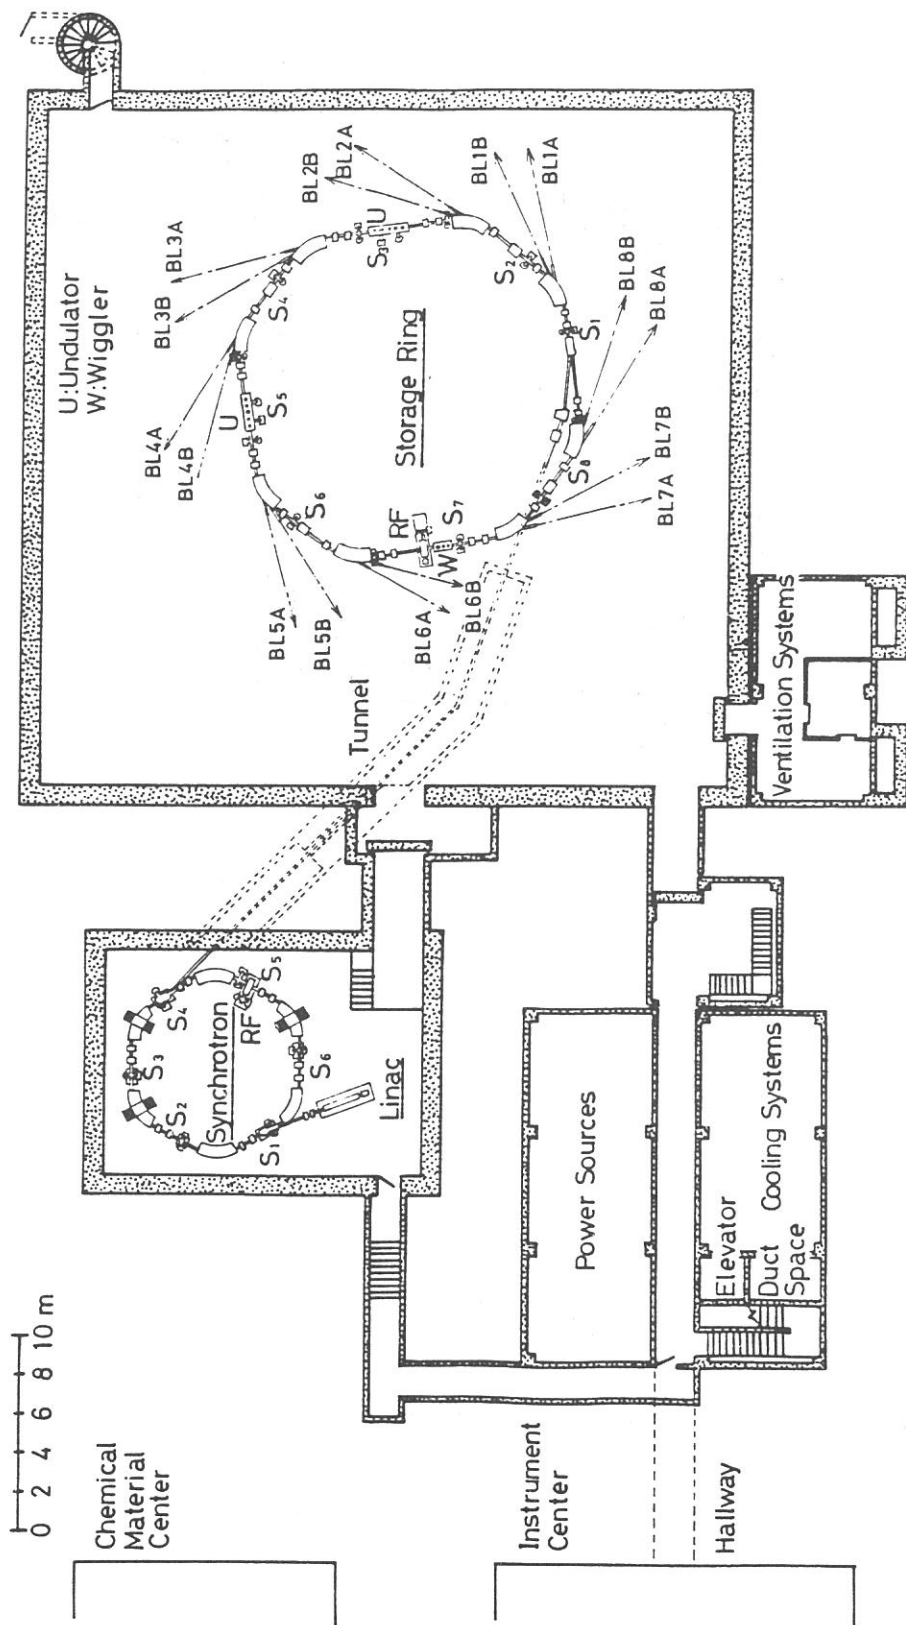 U:Undulator
W:Wiggler
BL2A
BL2B
BL1B
BL1A
BL3A
BL3B
BL4A
BL4B
BL5A
BL5B
BL6A
BL6B
BL7A
BL7B
BL8A
BL8B
S1
S2
S3
U
S4
S5
U
S6
S7
W
RF
S8
Storage Ring
Tunnel
Ventilation Systems
Synchrotron
S1
S2
S3
S4
S5
RF
S6
Linac
Power Sources
Cooling Systems
Elevator
Duct
Space
0 2 4 6 8 10 m
Chemical
Material
Center
Instrument
Center
Hallway